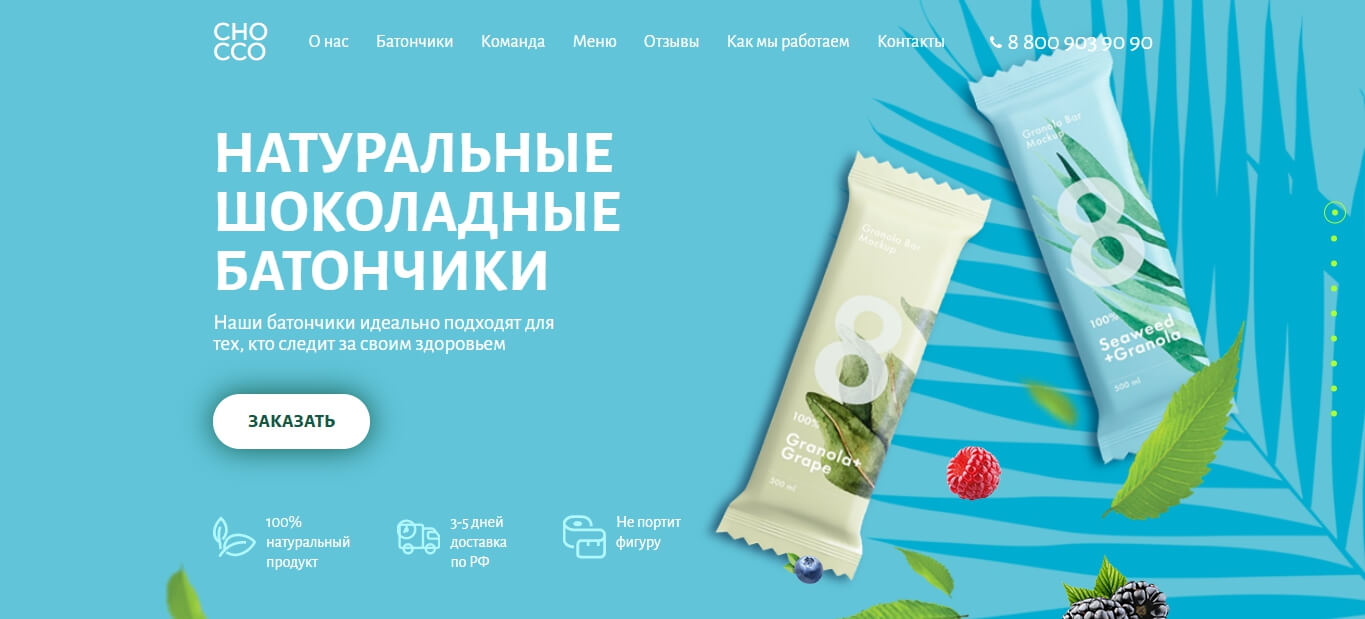 CHO
CCO
О нас
Батончики
Команда
Меню
Отзывы
Как мы работаем
Контакты
8 800 903 90 90
НАТУРАЛЬНЫЕ
ШОКОЛАДНЫЕ
БАТОНЧИКИ
Наши батончики идеально подходят для
тех, кто следит за своим здоровьем
ЗАКАЗАТЬ
100%
натуральный
продукт
3-5 дней
доставка
по РФ
Не портит
фигуру
Granola Bar
Mockup
8
100%
Granola+
Grape
500 ml
Granola Bar
Mockup
8
100%
Seaweed
+Granola
500 ml